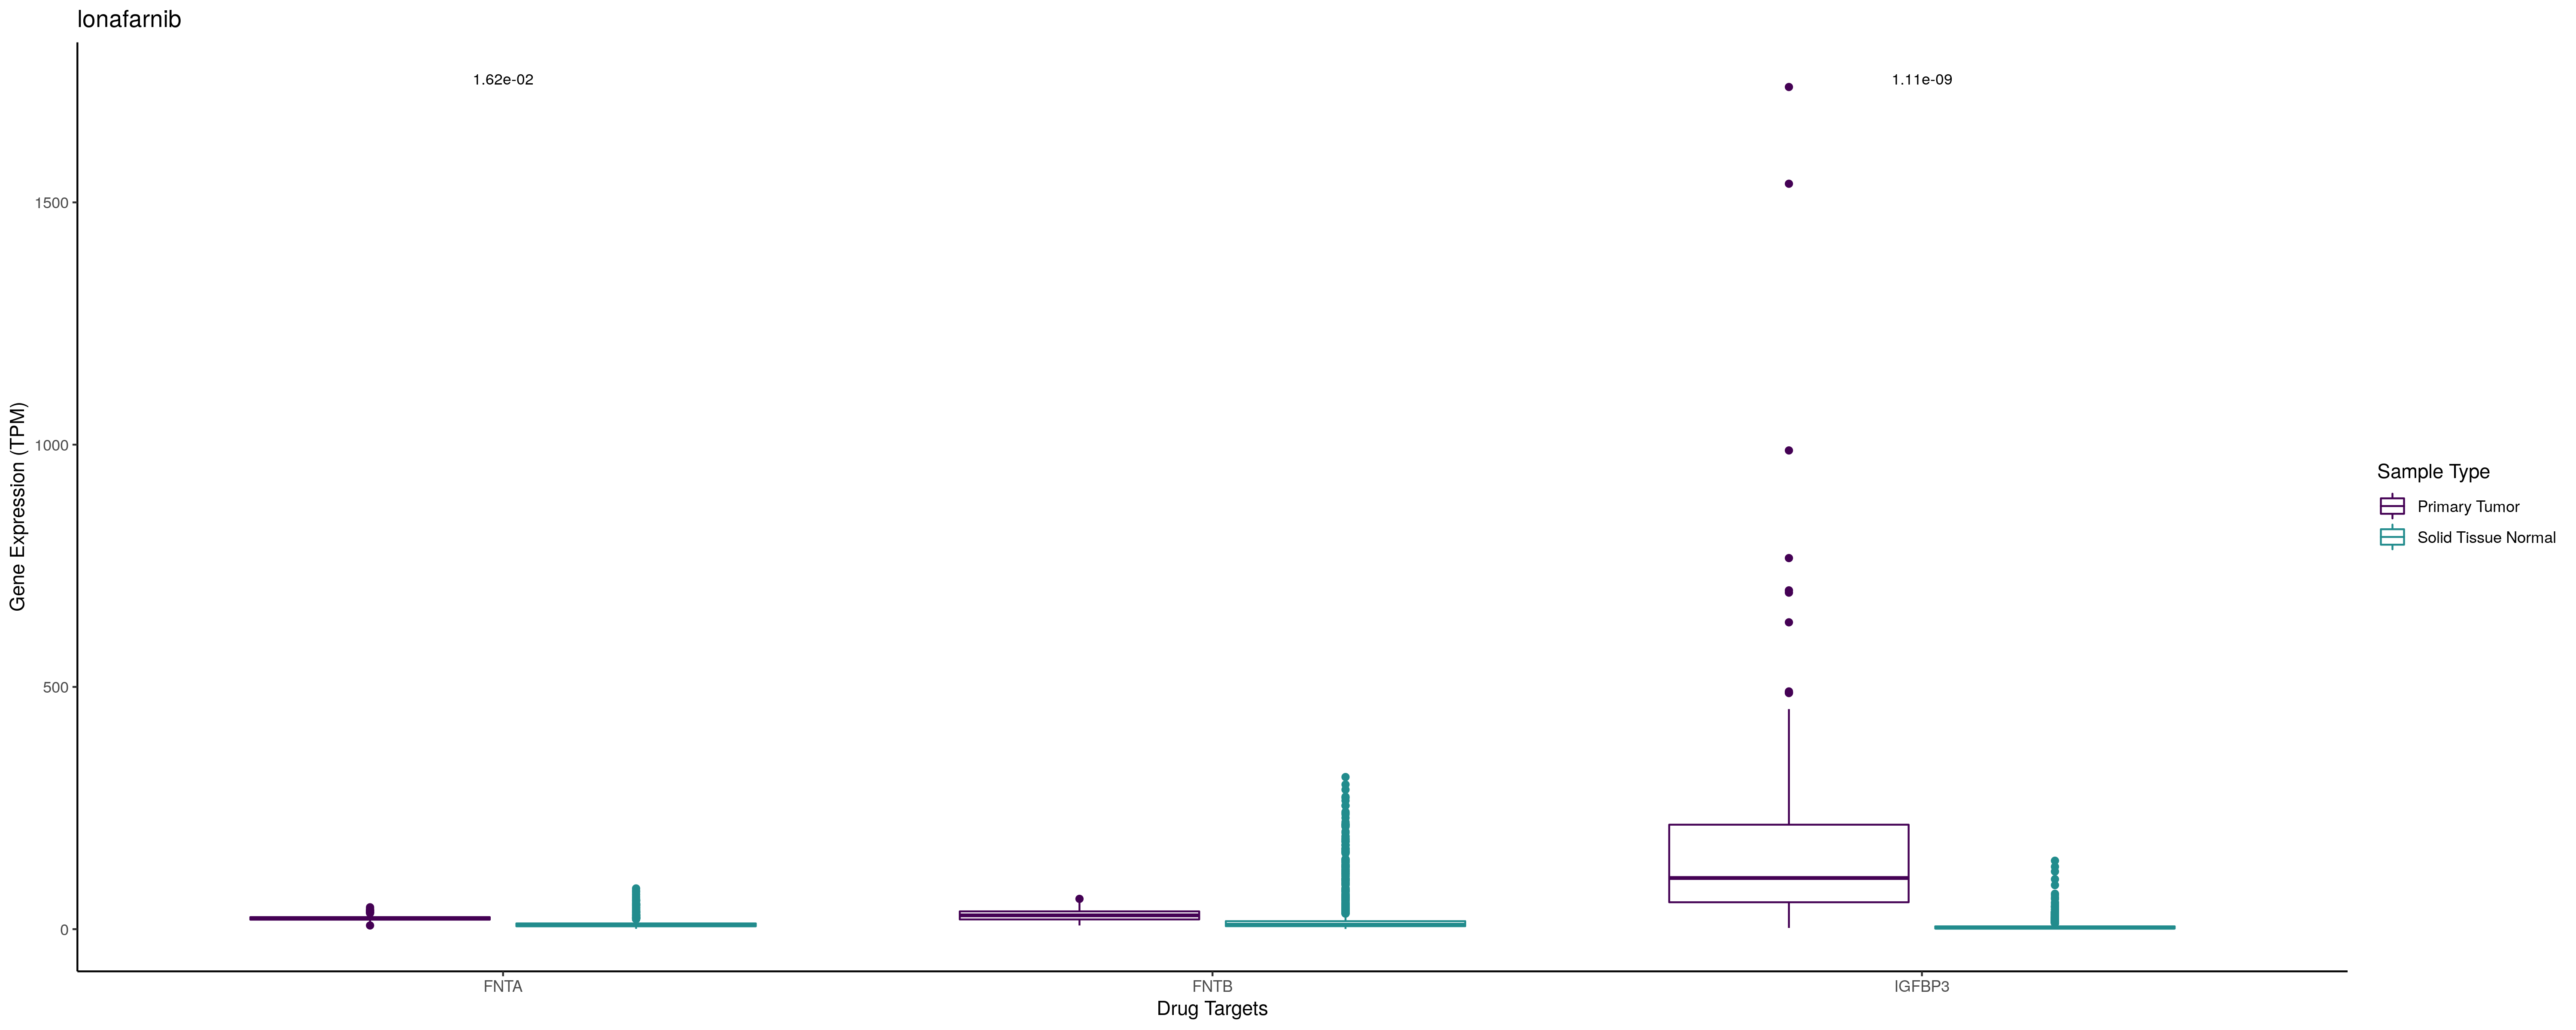 lonafarnib
1.62e-02
1.11e-09
1500
1000
500
0
Gene Expression (TPM)
FNTA
FNTB
IGFBP3
Drug Targets
Sample Type
Primary Tumor
Solid Tissue Normal